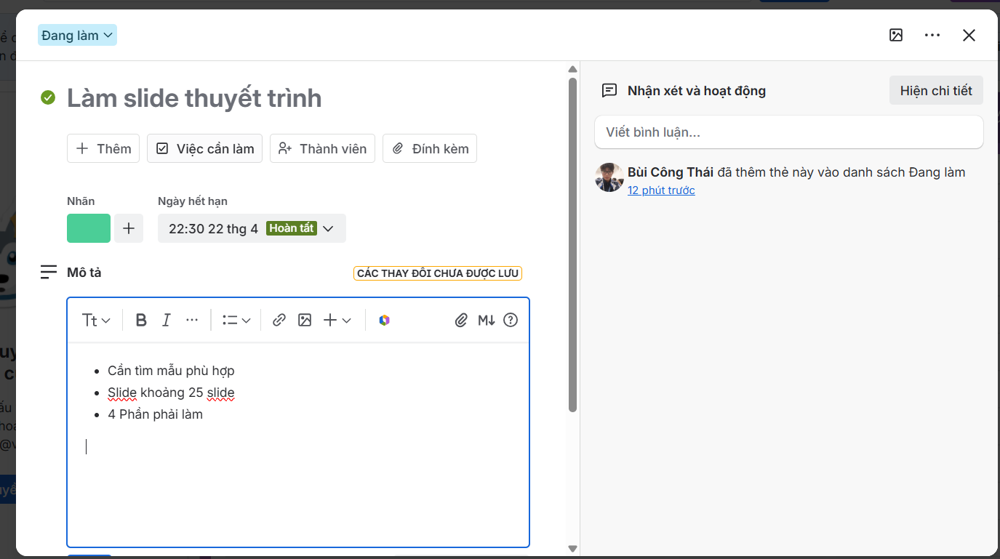 Đang làm
Làm slide thuyết trình
Thêm
Việc cần làm
Thành viên
Đính kèm
Nhãn
Ngày hết hạn
22:30 22 thg 4 Hoàn tất
Mô tả
CÁC THAY ĐỔI CHƯA ĐƯỢC LƯU
Tt B I M
Cần tìm mẫu phù hợp
Slide khoảng 25 slide
4 Phần phải làm
Nhận xét và hoạt động
Hiện chi tiết
Viết bình luận...
Bùi Công Thái đã thêm thẻ này vào danh sách Đang làm
12 phút trước